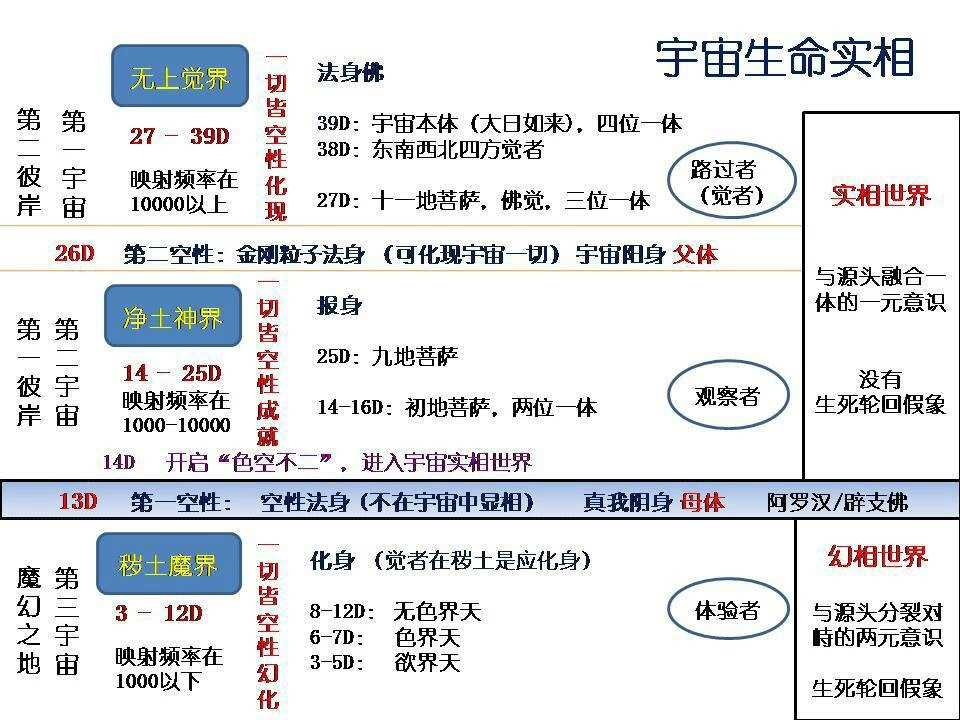 宇宙生命实相
第二彼岸
第一宇宙
无上觉界
27 - 39D
映射频率在
10000以上
一切皆空性化现
法身佛
39D: 宇宙本体（大日如来），四位一体
38D: 东南西北四方觉者
27D: 十一地菩萨，佛觉，三位一体
路过者
（觉者）
实相世界
与源头融合一
体的一元意识
没有
生死轮回假象
26D 第二空性：金刚粒子法身 （可化现宇宙一切） 宇宙阳身 父体
第一彼岸
第二宇宙
净土神界
14 - 25D
映射频率在
1000-10000
一切皆空性成就
报身
25D: 九地菩萨
14-16D: 初地菩萨，两位一体
观察者
14D 开启“色空不二”，进入宇宙实相世界
13D 第一空性： 空性法身（不在宇宙中显相） 真我阴身 母体 阿罗汉/辟支佛
魔幻之地
第三宇宙
秽土魔界
3 - 12D
映射频率在
1000以下
一切皆空性幻化
化身 （觉者在秽土是应化身）
8-12D: 无色界天
6-7D: 色界天
3-5D: 欲界天
体验者
幻相世界
与源头分裂对
峙的两元意识
生死轮回假象